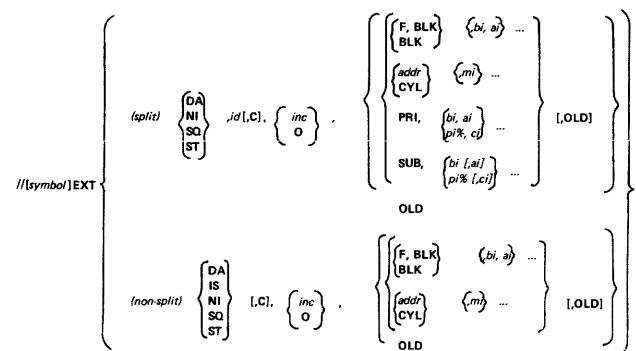 F, BLK {,bi, ai} ...
BLK
addr {,mi} ...
CYL
(split) DA NI SQ ST ,id [,C], inc O , PRI, bi, ai pi%, ci ... [,OLD]
SUB, bi [,ai] pi% [,ci] ...
OLD
//[symbol] EXT
F, BLK {,bi, ai} ...
BLK
(non-split) DA IS NI SQ ST [,C], inc O , addr CYL {,mi} ... [,OLD]
OLD